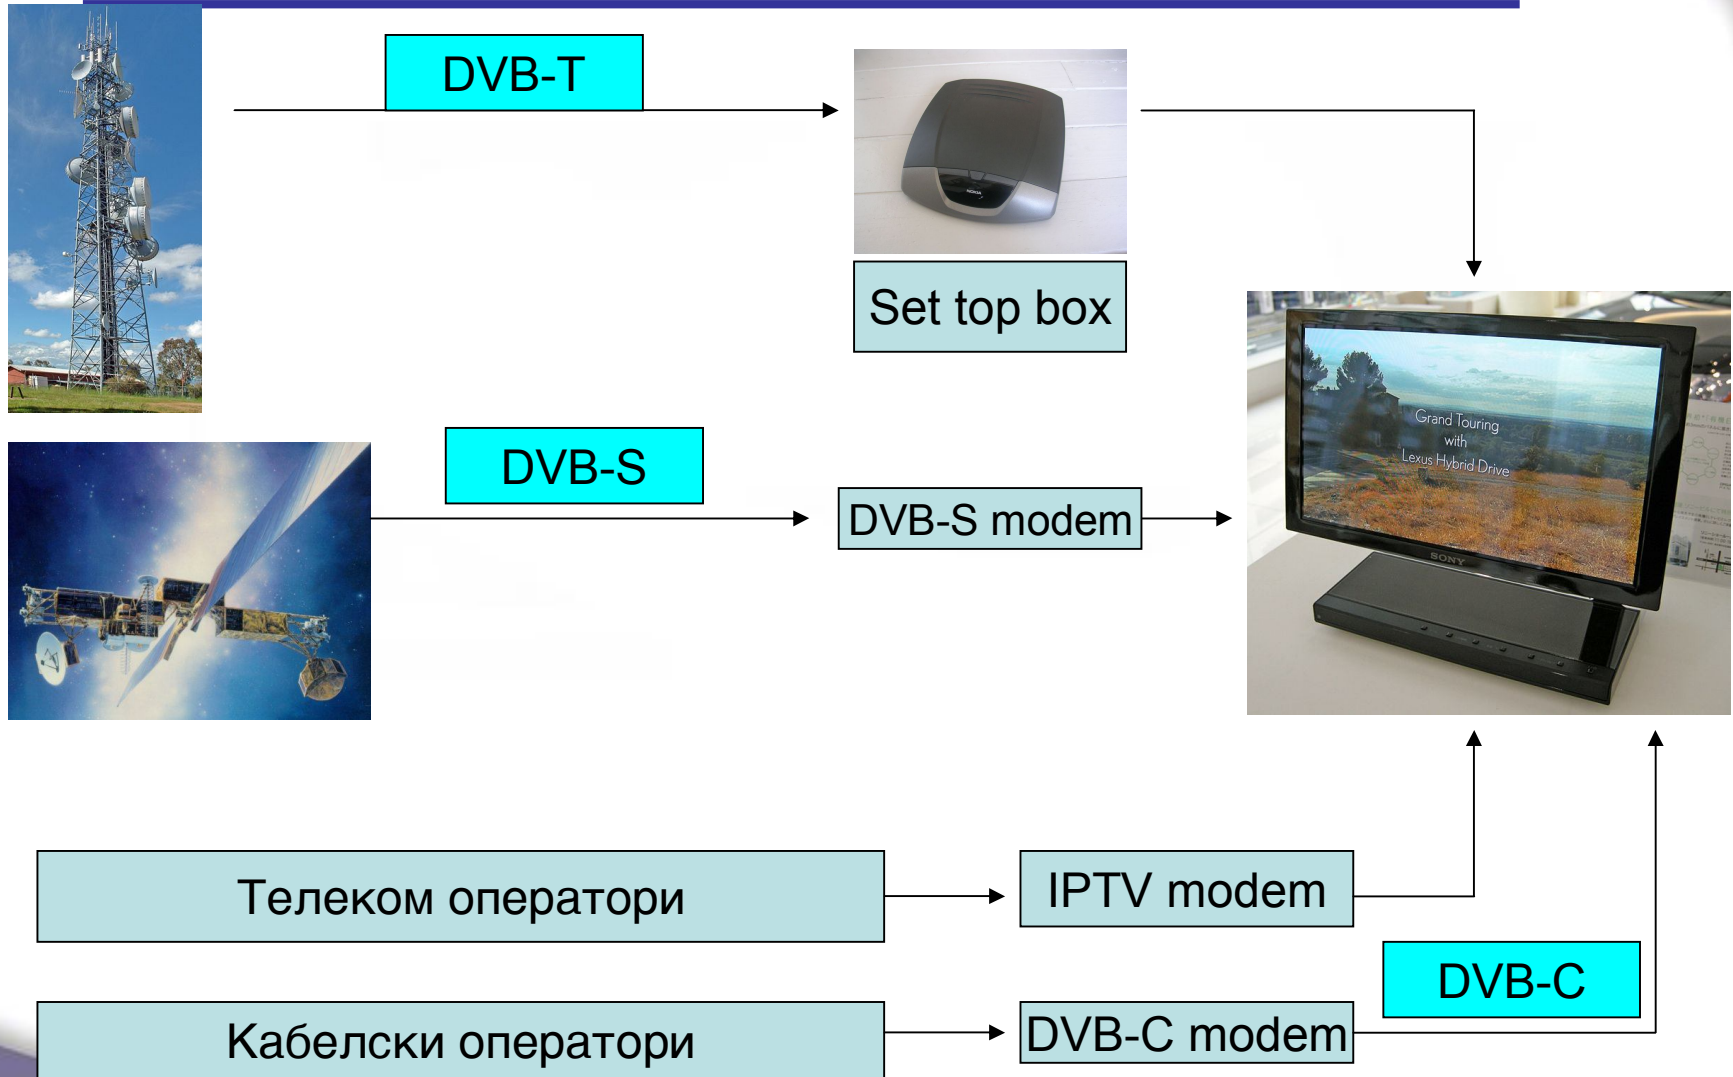 DVB-T
NOKIA
Set top box
DVB-S
DVB-S modem
Grand Touring
with
Lexus Hybrid Drive
SONY
Телеком оператори
IPTV modem
DVB-C
Кабелски оператори
DVB-C modem